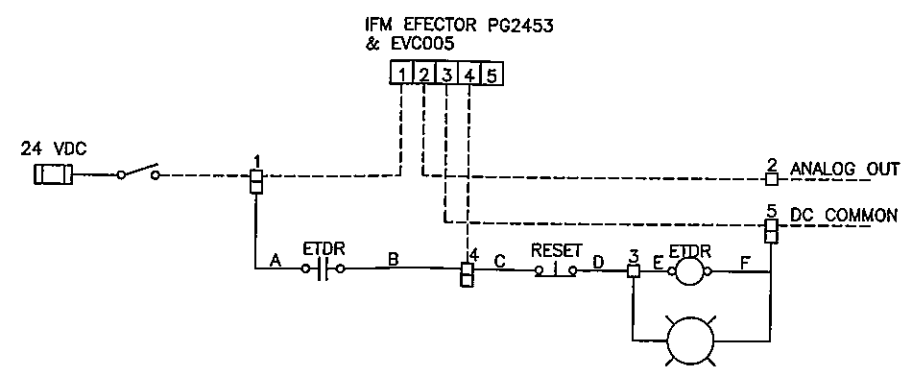 IFM EFECTOR PG2453
& EVC005
1 2 3 4 5
24 VDC
1
2 ANALOG OUT
5 DC COMMON
A ETDR B 4 C RESET D 3 E ETDR F